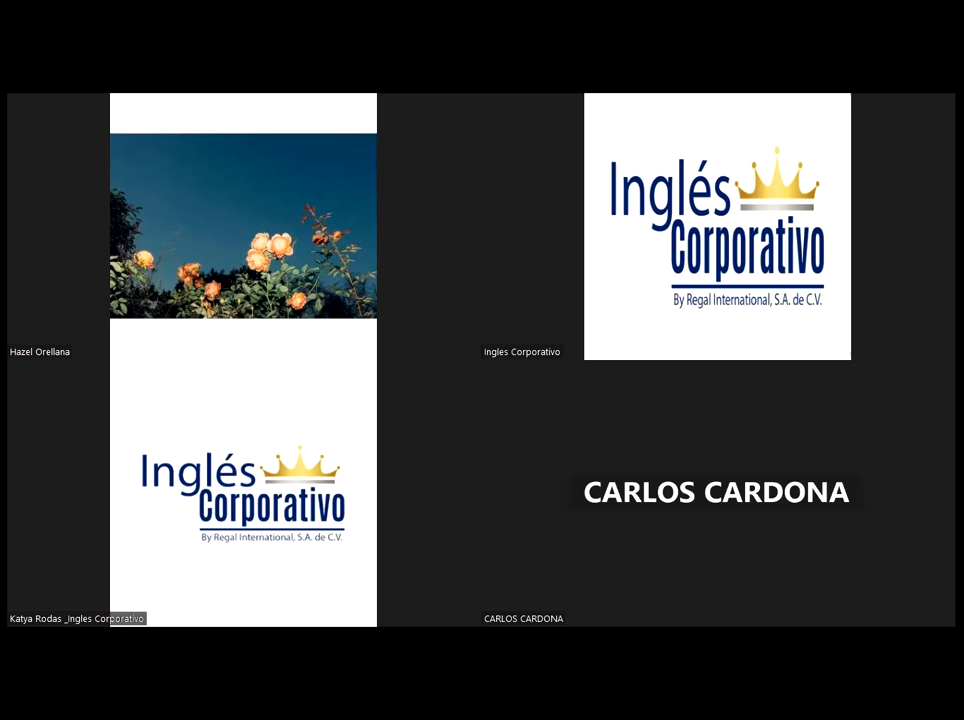 Inglés
Corporativo
By Regal International, S.A. de C.V.
Hazel Orellana
Ingles Corporativo
Inglés
Corporativo
By Regal International, S.A. de C.V.
CARLOS CARDONA
Katya Rodas _Ingles Corporativo
CARLOS CARDONA